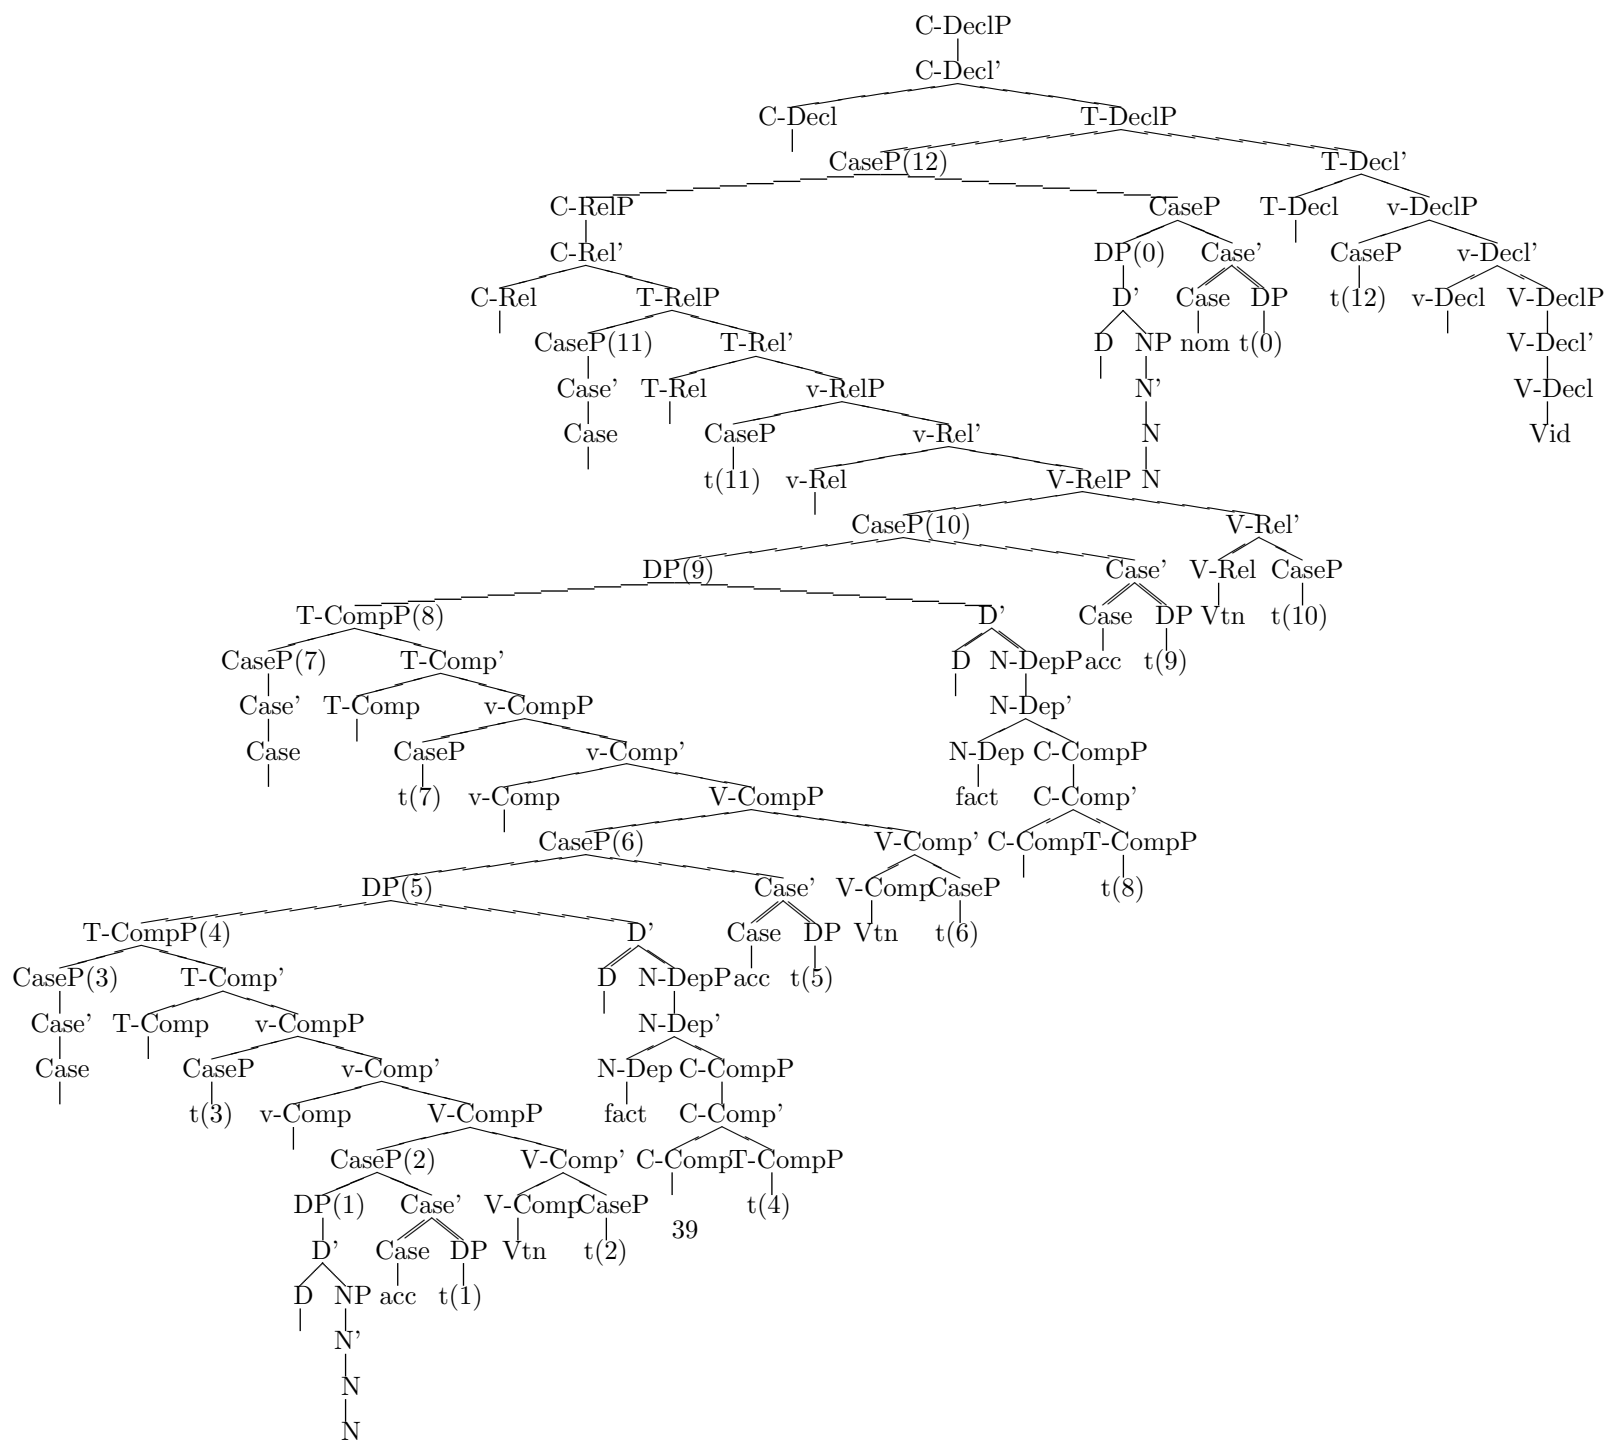 C-DeclP
C-Decl'
C-Decl T-DeclP
CaseP(12) T-Decl'
C-RelP CaseP T-Decl v-DeclP
C-Rel' DP(0) Case' CaseP v-Decl'
C-Rel T-RelP D' Case DP t(12) v-Decl V-DeclP
CaseP(11) T-Rel' D NP nom t(0) V-Decl'
Case' T-Rel v-RelP N' V-Decl
Case CaseP v-Rel' N Vid
t(11) v-Rel V-RelP N
CaseP(10) V-Rel'
DP(9) Case' V-Rel CaseP
T-CompP(8) D' Case DP Vtn t(10)
CaseP(7) T-Comp' D N-DepP acc t(9)
Case' T-Comp v-CompP N-Dep'
Case CaseP v-Comp' N-Dep C-CompP
t(7) v-Comp V-CompP fact C-Comp'
CaseP(6) V-Comp' C-Comp T-CompP
DP(5) Case' V-Comp CaseP t(8)
T-CompP(4) D' Case DP Vtn t(6)
CaseP(3) T-Comp' D N-DepP acc t(5)
Case' T-Comp v-CompP N-Dep'
Case CaseP v-Comp' N-Dep C-CompP
t(3) v-Comp V-CompP fact C-Comp'
CaseP(2) V-Comp' C-Comp T-CompP
DP(1) Case' V-Comp CaseP t(4)
39
D' Case DP Vtn t(2)
D NP acc t(1)
N'
N
N